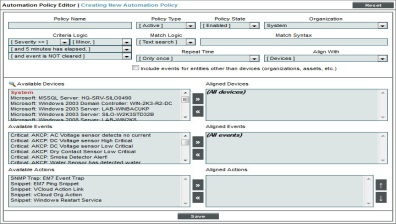 Automation Policy Editor | Creating New Automation Policy
Reset
Policy Name
Policy Type
Policy State
Organization
[ Active ]
[ Enabled ]
System
Criteria Logic
Match Logic
Match Syntax
[ Severity >= ]
[ Minor, ]
[ Text search ]
[ and 5 minutes has elapsed, ]
Repeat Time
Align With
[ and event is NOT cleared ]
[ Only once ]
[ Devices ]
Include events for entities other than devices (organizations, assets, etc.)
Available Devices
Aligned Devices
System
(All devices)
Microsoft: MSSQL Server: HQ-SRV-SILO8490
Microsoft: Windows 2003 Domain Controller: WIN-2K3-R2-DC
Microsoft: Windows 2003 Server: LAB-WINBACUKP
Microsoft: Windows 2003 Server: SILO-W2K3STD32B
Available Events
Aligned Events
Critical: AKCP: AC Voltage sensor detects no current
(All events)
Critical: AKCP: DC Voltage sensor High Critical
Critical: AKCP: DC Voltage sensor Low Critical
Critical: AKCP: Dry Contact Sensor Low Critical
Critical: AKCP: Smoke Detector Alert
Critical: AKCP: Water Sensor has detected water
Available Actions
Aligned Actions
SNMP Trap: EM7 Event Trap
Snippet: EM7 Ping Snippet
Snippet: VCloud Action Link
Snippet: vCloud Org Action
Snippet: Windows Restart Service
Save